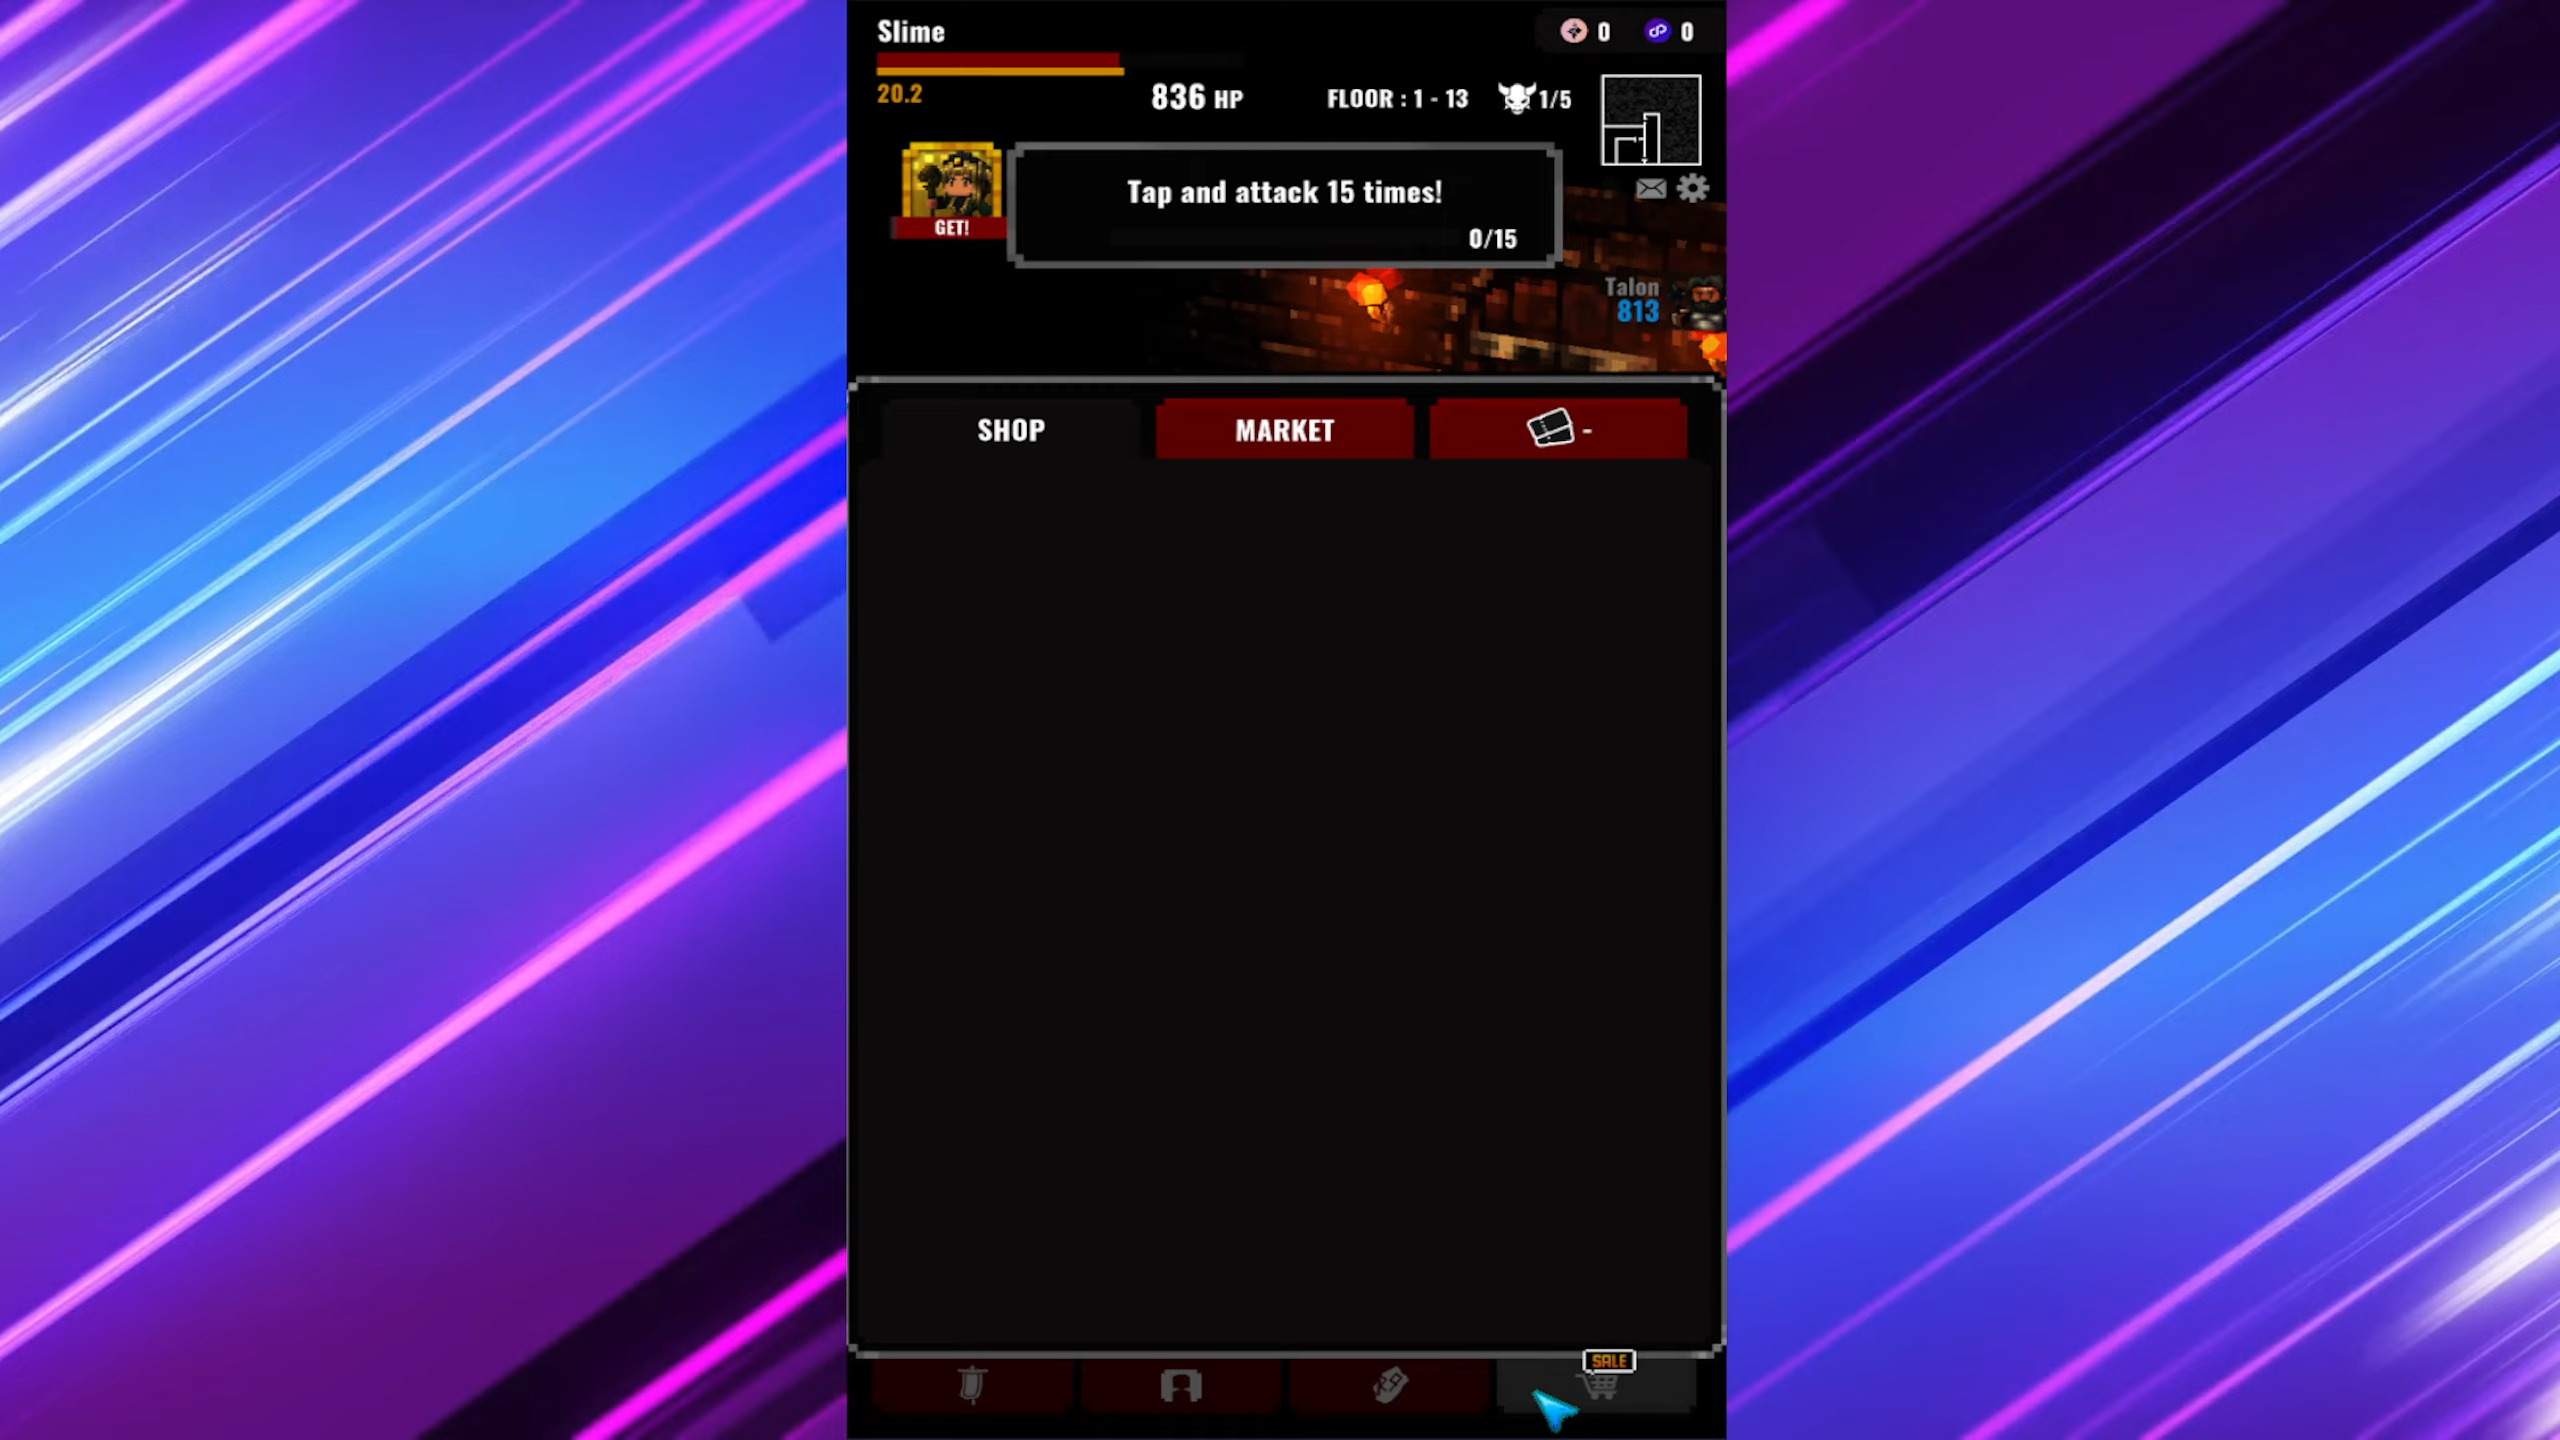 Slime
0
0
20.2
836 HP
FLOOR : 1 - 13
1/5
Tap and attack 15 times!
GET!
0/15
Talon
813
SHOP
MARKET
-
SALE